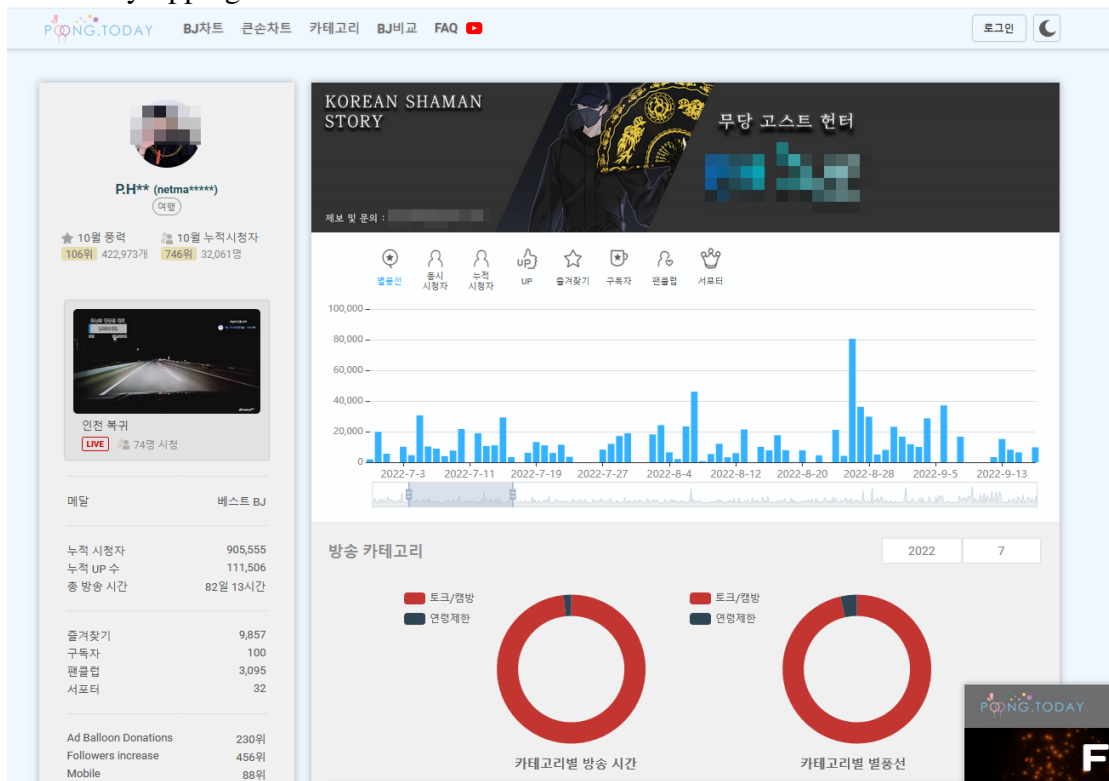 POONG.TODAY BJ차트 큰손차트 카테고리 BJ비교 FAQ 로그인
P.H** (netma*****)
여행
10월 풍력 10월 누적시청자
106위 422,973개 746위 32,061명
인전 복귀
LIVE 74명 시청
메달 베스트 BJ
누적 시청자 905,555
누적 UP 수 111,506
총 방송 시간 82일 13시간
즐겨찾기 9,857
구독자 100
팬클럽 3,095
서포터 32
Ad Balloon Donations 230위
Followers increase 456위
Mobile 88위
KOREAN SHAMAN
STORY
무당 고스트 헌터
제보 및 문의 :
별풍선 동시 시청자 누적 시청자 UP 즐겨찾기 구독자 팬클럽 서포터
100,000
80,000
60,000
40,000
20,000
0
2022-7-3 2022-7-11 2022-7-19 2022-7-27 2022-8-4 2022-8-12 2022-8-20 2022-8-28 2022-9-5 2022-9-13
방송 카테고리 2022 7
토크/캠방 토크/캠방
연령제한 연령제한
카테고리별 방송 시간 카테고리별 별풍선
POONG.TODAY
F